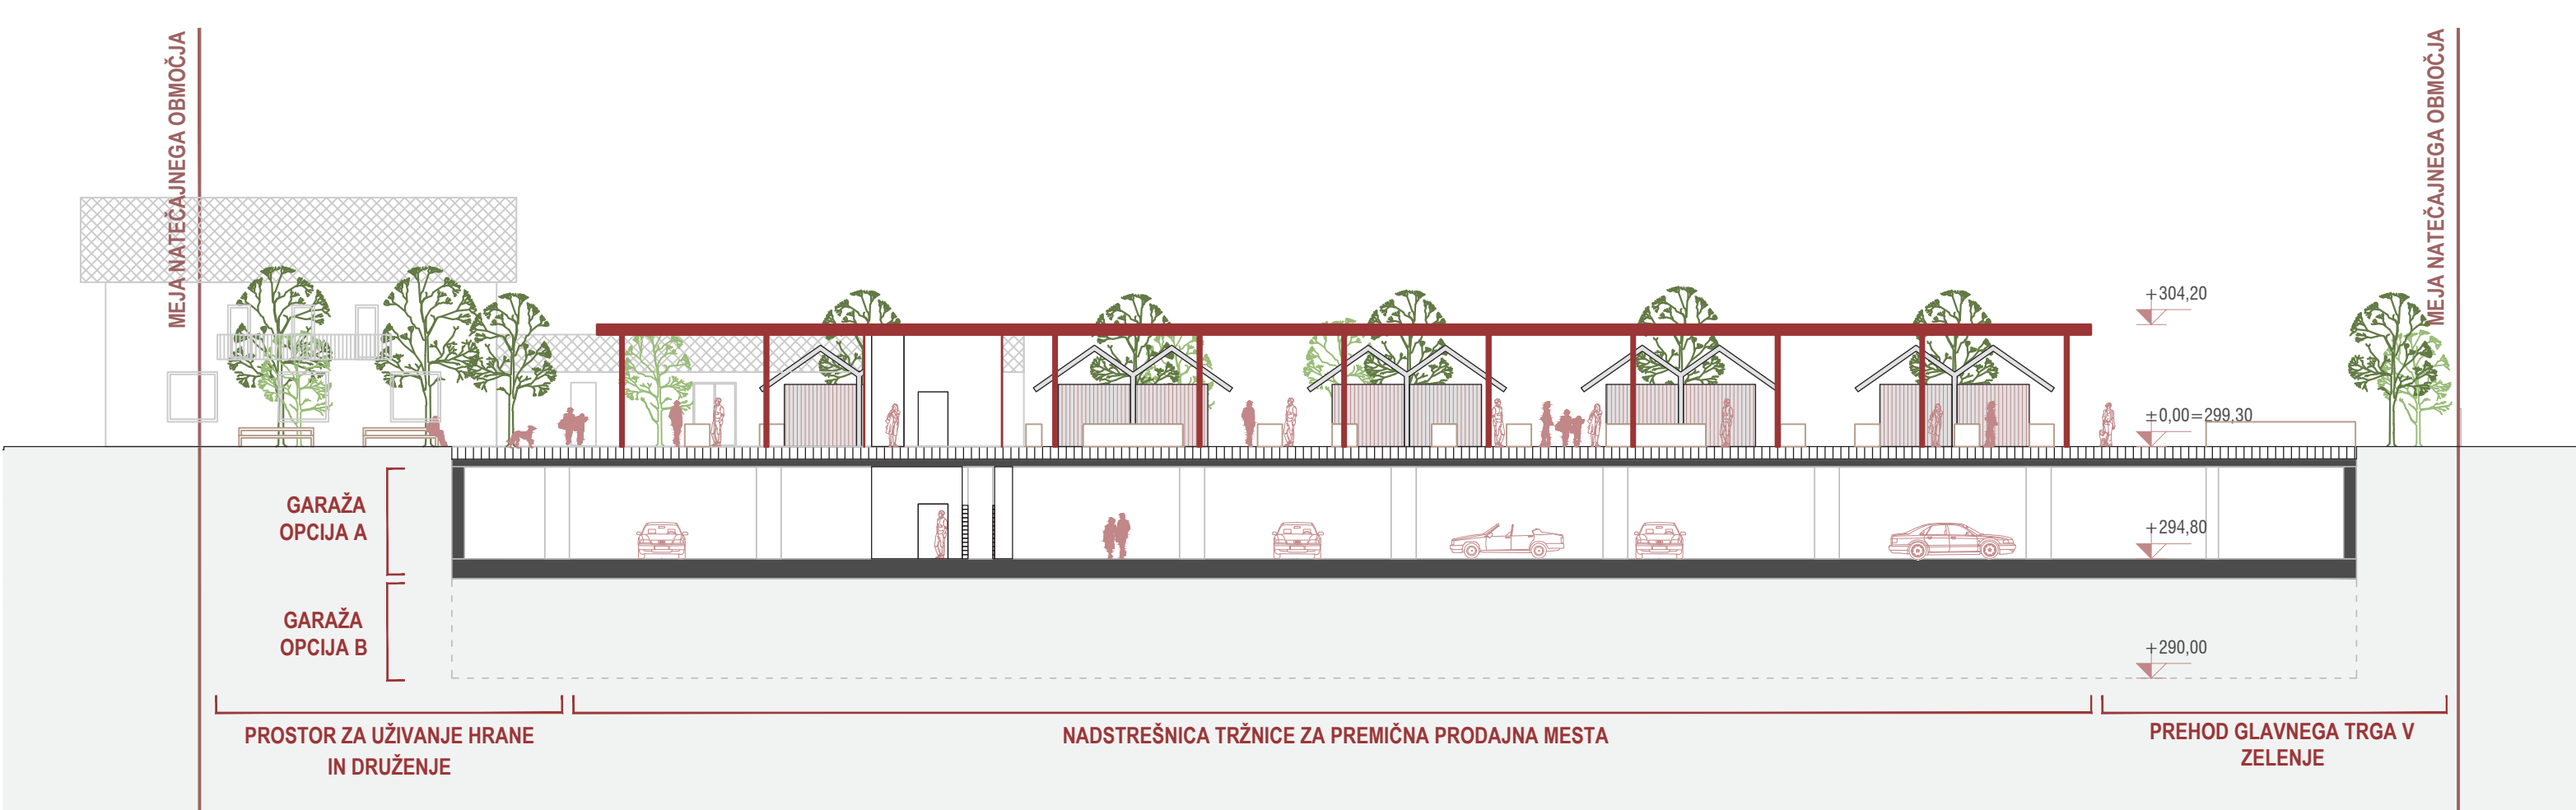 MEJA NATEČAJNEGA OBMOČJA
MEJA NATEČAJNEGA OBMOČJA
+304,20
±0,00=299,30
GARAŽA
OPCIJA A
+294,80
GARAŽA
OPCIJA B
+290,00
PROSTOR ZA UŽIVANJE HRANE
IN DRUŽENJE
NADSTREŠNICA TRŽNICE ZA PREMIČNA PRODAJNA MESTA
PREHOD GLAVNEGA TRGA V
ZELENJE